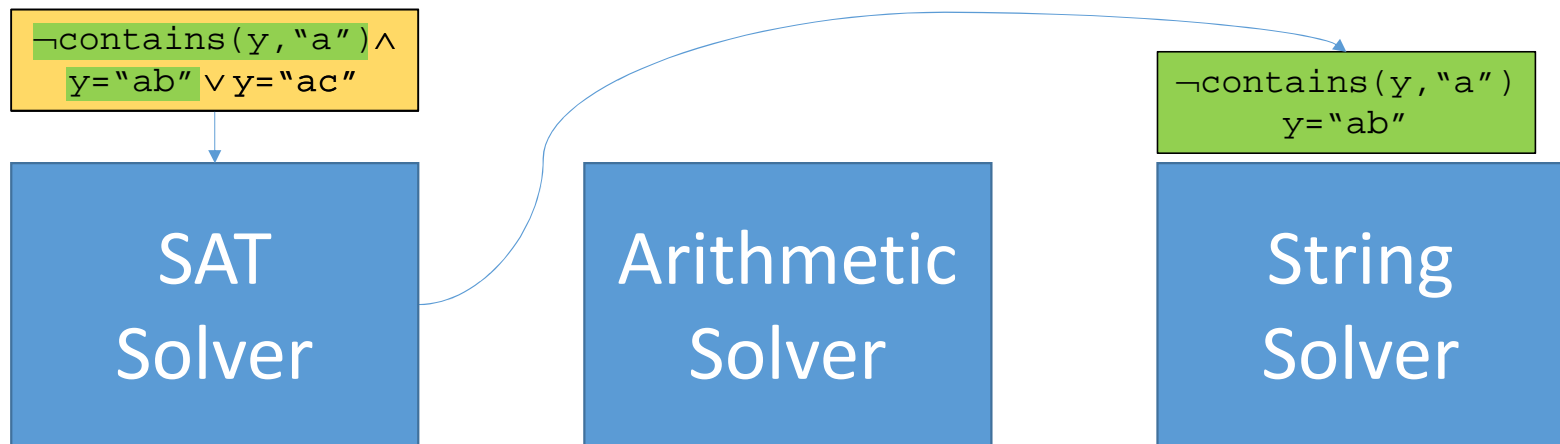 ¬contains(y,“a”)∧
y=“ab”∨y=“ac”
¬contains(y,“a”)
y=“ab”
SAT
Solver
Arithmetic
Solver
String
Solver